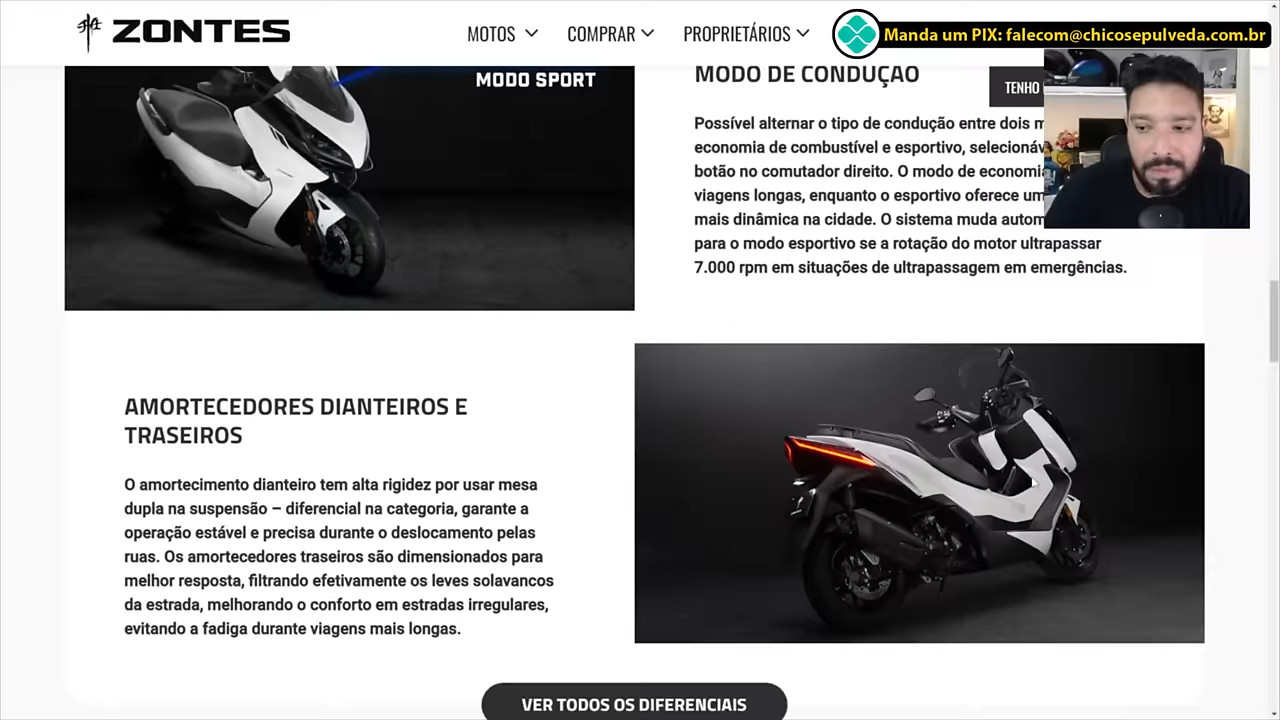 ZONTES
MOTOS
COMPRAR
PROPRIETÁRIOS
Manda um PIX: falecom@chicosepulveda.com.br
MODO SPORT
MODO DE CONDUÇÃO
TENHO
Possível alternar o tipo de condução entre dois
economia de combustível e esportivo,
botão no comutador direito. O modo de
viagens longas, enquanto o esportivo oferece
mais dinâmica na cidade. O sistema muda
para o modo esportivo se a rotação do motor ultrapassar
7.000 rpm em situações de ultrapassagem em emergências.
AMORTECEDORES DIANTEIROS E
TRASEIROS
O amortecimento dianteiro tem alta rigidez por usar mesa
dupla na suspensão – diferencial na categoria, garante a
operação estável e precisa durante o deslocamento pelas
ruas. Os amortecedores traseiros são dimensionados para
melhor resposta, filtrando efetivamente os leves solavancos
da estrada, melhorando o conforto em estradas irregulares,
evitando a fadiga durante viagens mais longas.
VER TODOS OS DIFERENCIAIS